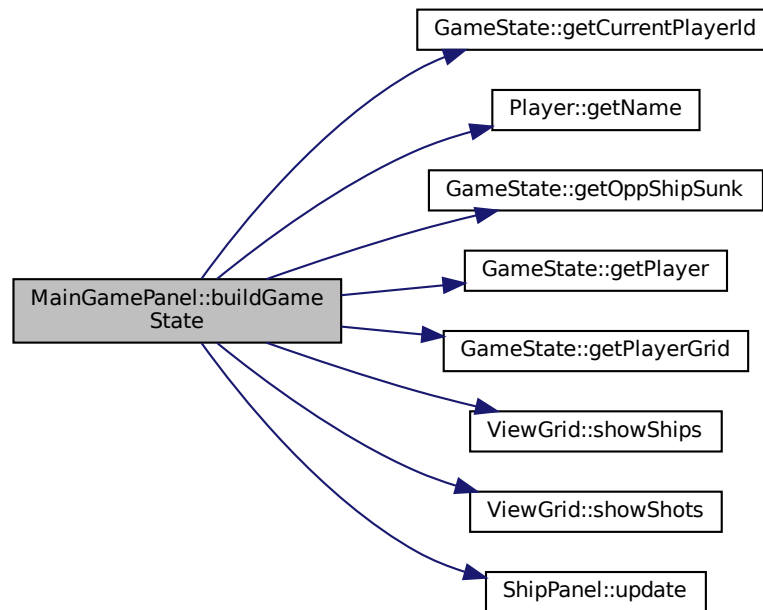 GameState::getCurrentPlayerId
Player::getName
GameState::getOppShipSunk
GameState::getPlayer
MainGamePanel::buildGame
State
GameState::getPlayerGrid
ViewGrid::showShips
ViewGrid::showShots
ShipPanel::update